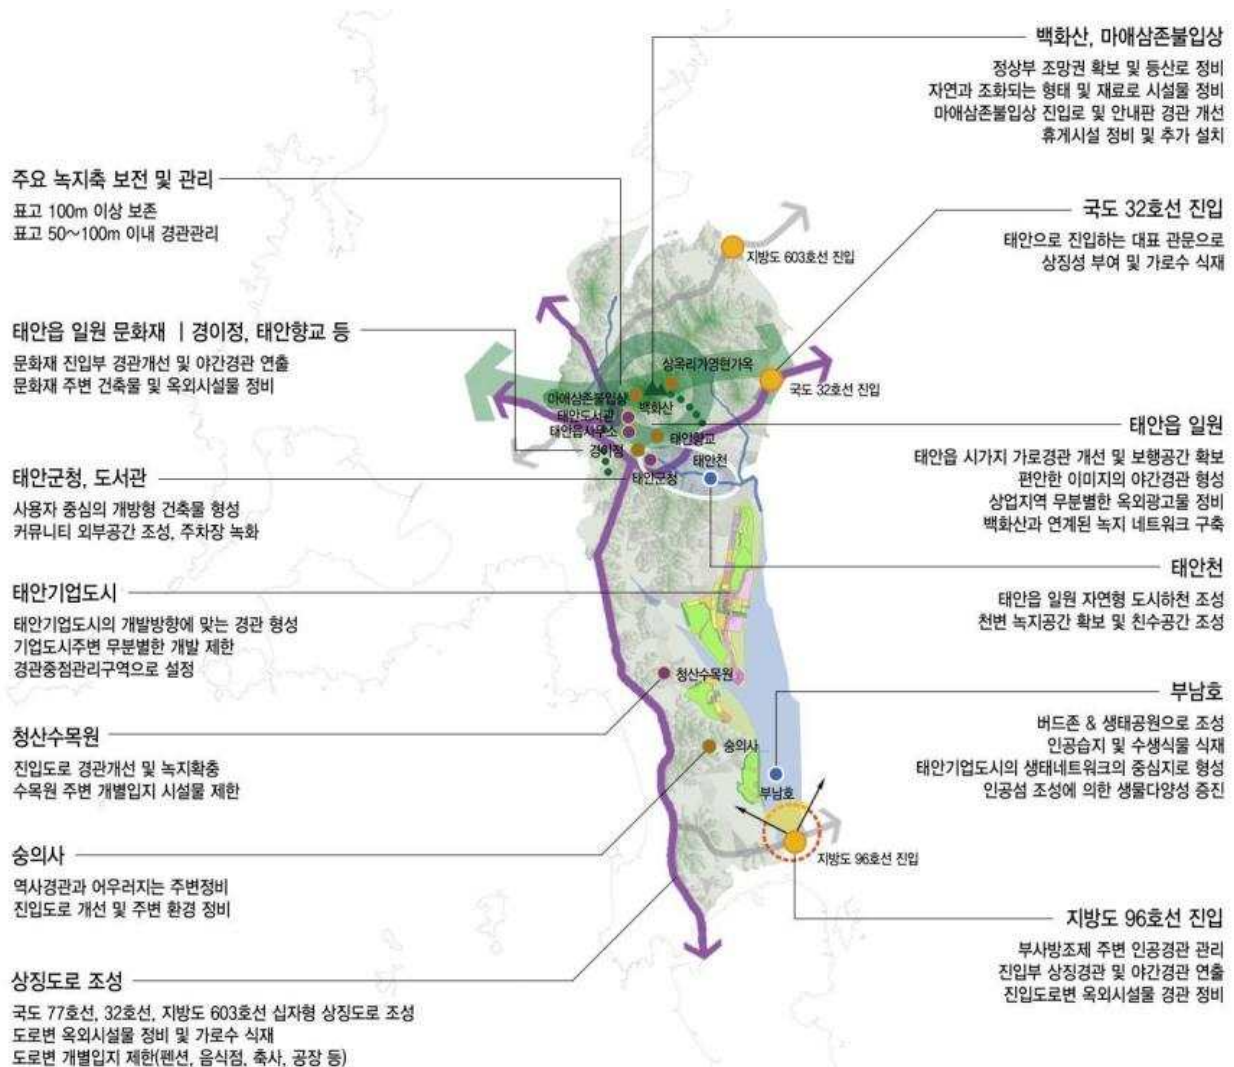 백화산, 마애삼존불입상
정상부 조망권 확보 및 등산로 정비
자연과 조화되는 형태 및 재료로 시설물 정비
마애삼존불입상 진입로 및 안내판 경관 개선
휴게시설 정비 및 추가 설치
주요 녹지축 보전 및 관리
표고 100m 이상 보존
표고 50~100m 이내 경관관리
국도 32호선 진입
태안으로 진입하는 대표 관문으로
상징성 부여 및 가로수 식재
태안읍 일원 문화재 | 경이정, 태안향교 등
문화재 진입부 경관개선 및 야간경관 연출
문화재 주변 건축물 및 옥외시설물 정비
태안군청, 도서관
사용자 중심의 개방형 건축물 형성
커뮤니티 외부공간 조성, 주차장 녹화
태안기업도시
태안기업도시의 개발방향에 맞는 경관 형성
기업도시주변 무분별한 개발 제한
경관중점관리구역으로 설정
청산수목원
진입도로 경관개선 및 녹지확충
수목원 주변 개별입지 시설물 제한
숭의사
역사경관과 어우러지는 주변정비
진입도로 개선 및 주변 환경 정비
상징도로 조성
국도 77호선, 32호선, 지방도 603호선 십자형 상징도로 조성
도로변 옥외시설물 정비 및 가로수 식재
도로변 개별입지 제한(펜션, 음식점, 축사, 공장 등)
지방도 603호선 진입
상옥리가영현가옥
국도 32호선 진입
마애삼존불입상
백화산
태안도서관
태안읍사무소
태안향교
경이정
태안천
태안군청
청산수목원
숭의사
부남호
지방도 96호선 진입
태안읍 일원
태안읍 시가지 가로경관 개선 및 보행공간 확보
편안한 이미지의 야간경관 형성
상업지역 무분별한 옥외광고물 정비
백화산과 연계된 녹지 네트워크 구축
태안천
태안읍 일원 자연형 도시하천 조성
천변 녹지공간 확보 및 친수공간 조성
부남호
버드존 & 생태공원으로 조성
인공습지 및 수생식물 식재
태안기업도시의 생태네트워크의 중심지로 형성
인공섬 조성에 의한 생물다양성 증진
지방도 96호선 진입
부사방조제 주변 인공경관 관리
진입부 상징경관 및 야간경관 연출
진입도로변 옥외시설물 경관 정비